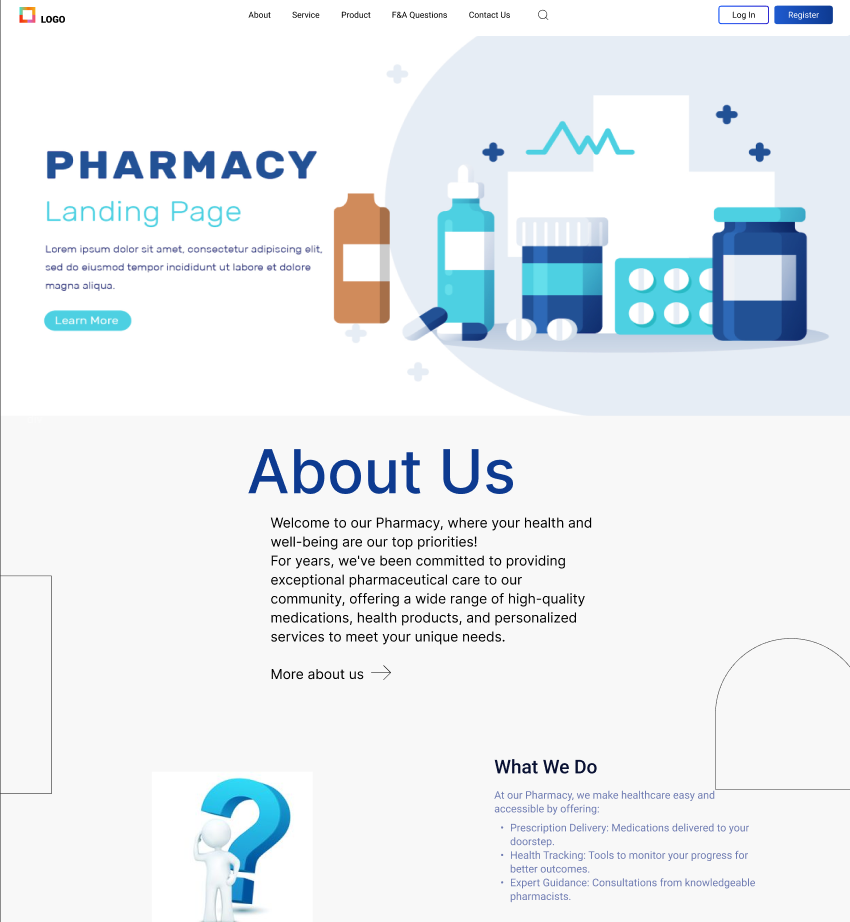 LOGO
About
Service
Product
F&A Questions
Contact Us
Log In
Register
PHARMACY
Landing Page
Lorem ipsum dolor sit amet, consectetur adipiscing elit,
sed do eiusmod tempor incididunt ut labore et dolore
magna aliqua.
Learn More
About Us
Welcome to our Pharmacy, where your health and
well-being are our top priorities!
For years, we've been committed to providing
exceptional pharmaceutical care to our
community, offering a wide range of high-quality
medications, health products, and personalized
services to meet your unique needs.
More about us
What We Do
At our Pharmacy, we make healthcare easy and
accessible by offering:
• Prescription Delivery: Medications delivered to your
doorstep.
• Health Tracking: Tools to monitor your progress for
better outcomes.
• Expert Guidance: Consultations from knowledgeable
pharmacists.